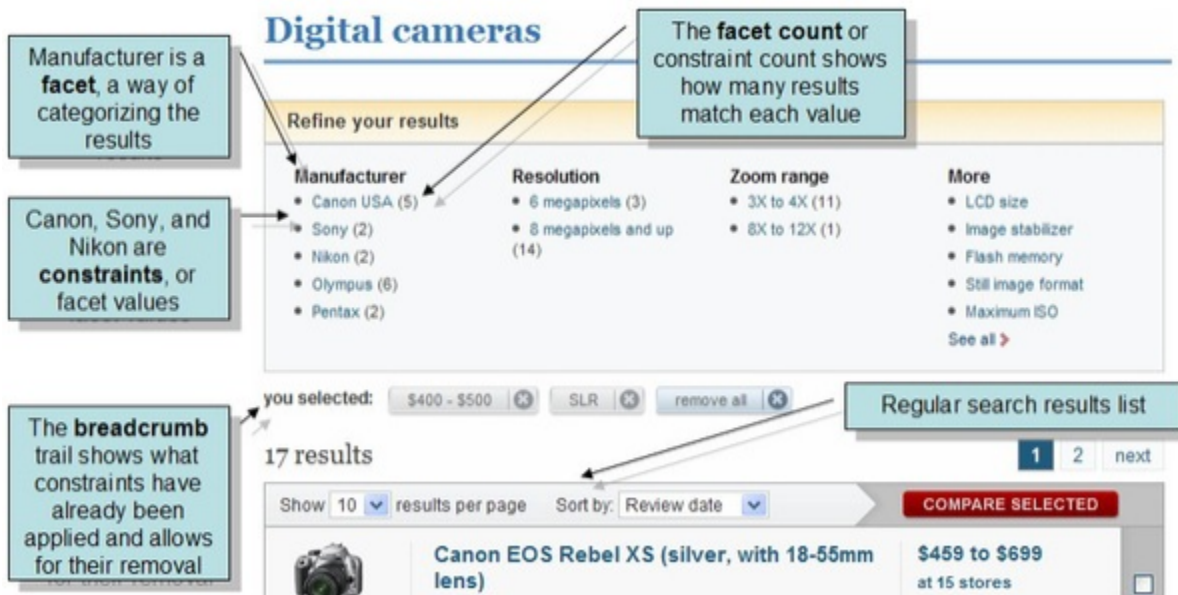 Digital cameras
Manufacturer is a
facet, a way of
categorizing the
results
The facet count or
constraint count shows
how many results
match each value
Refine your results
Canon, Sony, and
Nikon are
constraints, or
facet values
Manufacturer
Canon USA (5)
Sony (2)
Nikon (2)
Olympus (6)
Pentax (2)
Resolution
6 megapixels (3)
8 megapixels and up
(14)
Zoom range
3X to 4X (11)
8X to 12X (1)
More
LCD size
Image stabilizer
Flash memory
Still image format
Maximum ISO
See all
The breadcrumb
trail shows what
constraints have
already been
applied and allows
for their removal
you selected: $400 - $500 SLR remove all
Regular search results list
17 results
1 2 next
Show 10 results per page Sort by: Review date COMPARE SELECTED
Canon EOS Rebel XS (silver, with 18-55mm
lens)
$459 to $699
at 15 stores